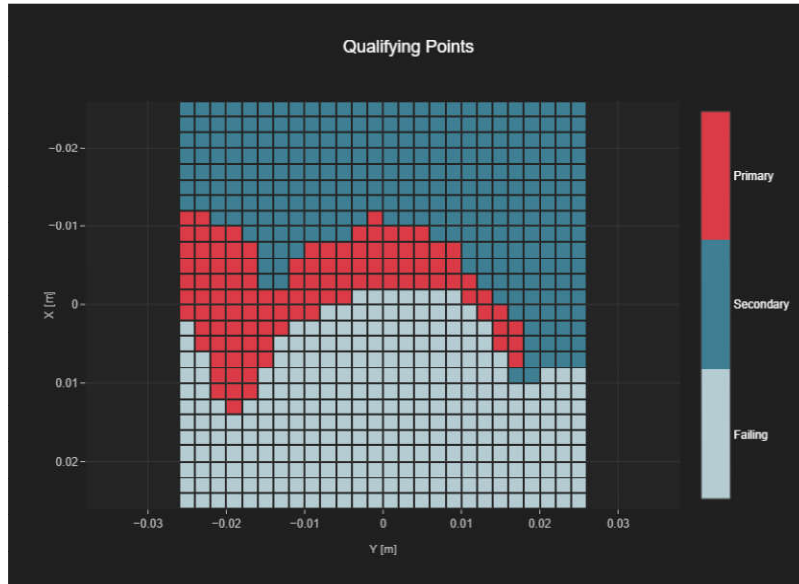 Qualifying Points
−0.02
−0.01
0
0.01
0.02
X [m]
−0.03
−0.02
−0.01
0
0.01
0.02
0.03
Y [m]
Primary
Secondary
Failing